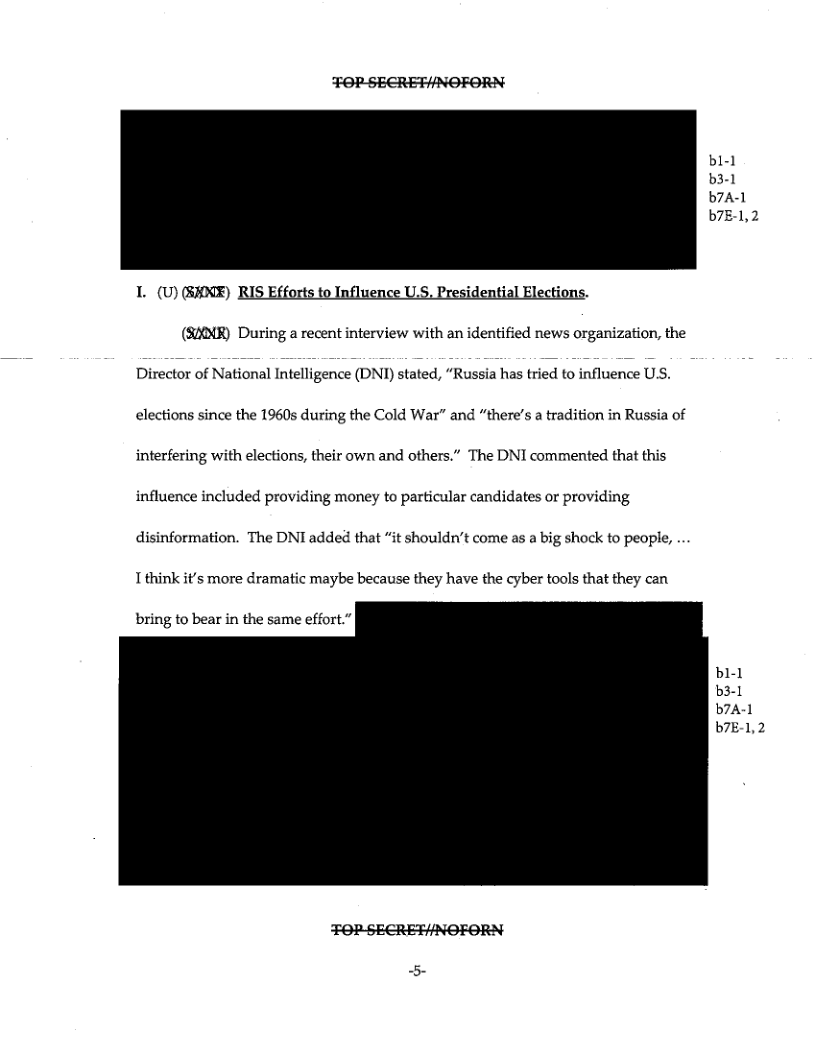 TOP SECRET//NOFORN
b1-1
b3-1
b7A-1
b7E-1, 2
I. (U) (S//NF) RIS Efforts to Influence U.S. Presidential Elections.
(S//NF) During a recent interview with an identified news organization, the
Director of National Intelligence (DNI) stated, "Russia has tried to influence U.S.
elections since the 1960s during the Cold War" and "there's a tradition in Russia of
interfering with elections, their own and others." The DNI commented that this
influence included providing money to particular candidates or providing
disinformation. The DNI added that "it shouldn't come as a big shock to people, …
I think it's more dramatic maybe because they have the cyber tools that they can
bring to bear in the same effort."
b1-1
b3-1
b7A-1
b7E-1, 2
TOP SECRET//NOFORN
-5-